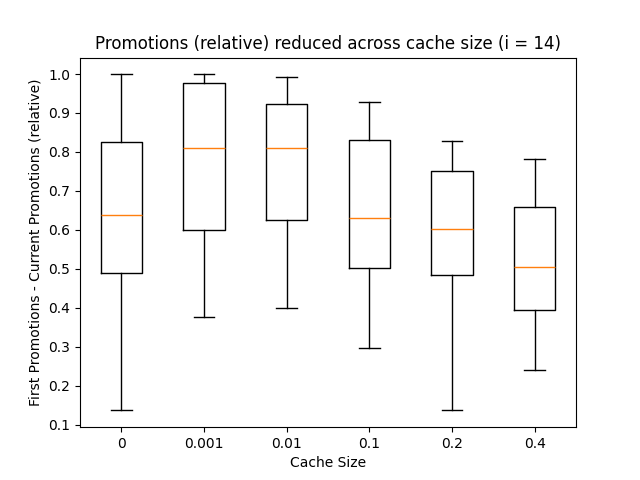 Promotions (relative) reduced across cache size (i = 14)
First Promotions - Current Promotions (relative)
1.0
0.9
0.8
0.7
0.6
0.5
0.4
0.3
0.2
0.1
0 0.001 0.01 0.1 0.2 0.4
Cache Size